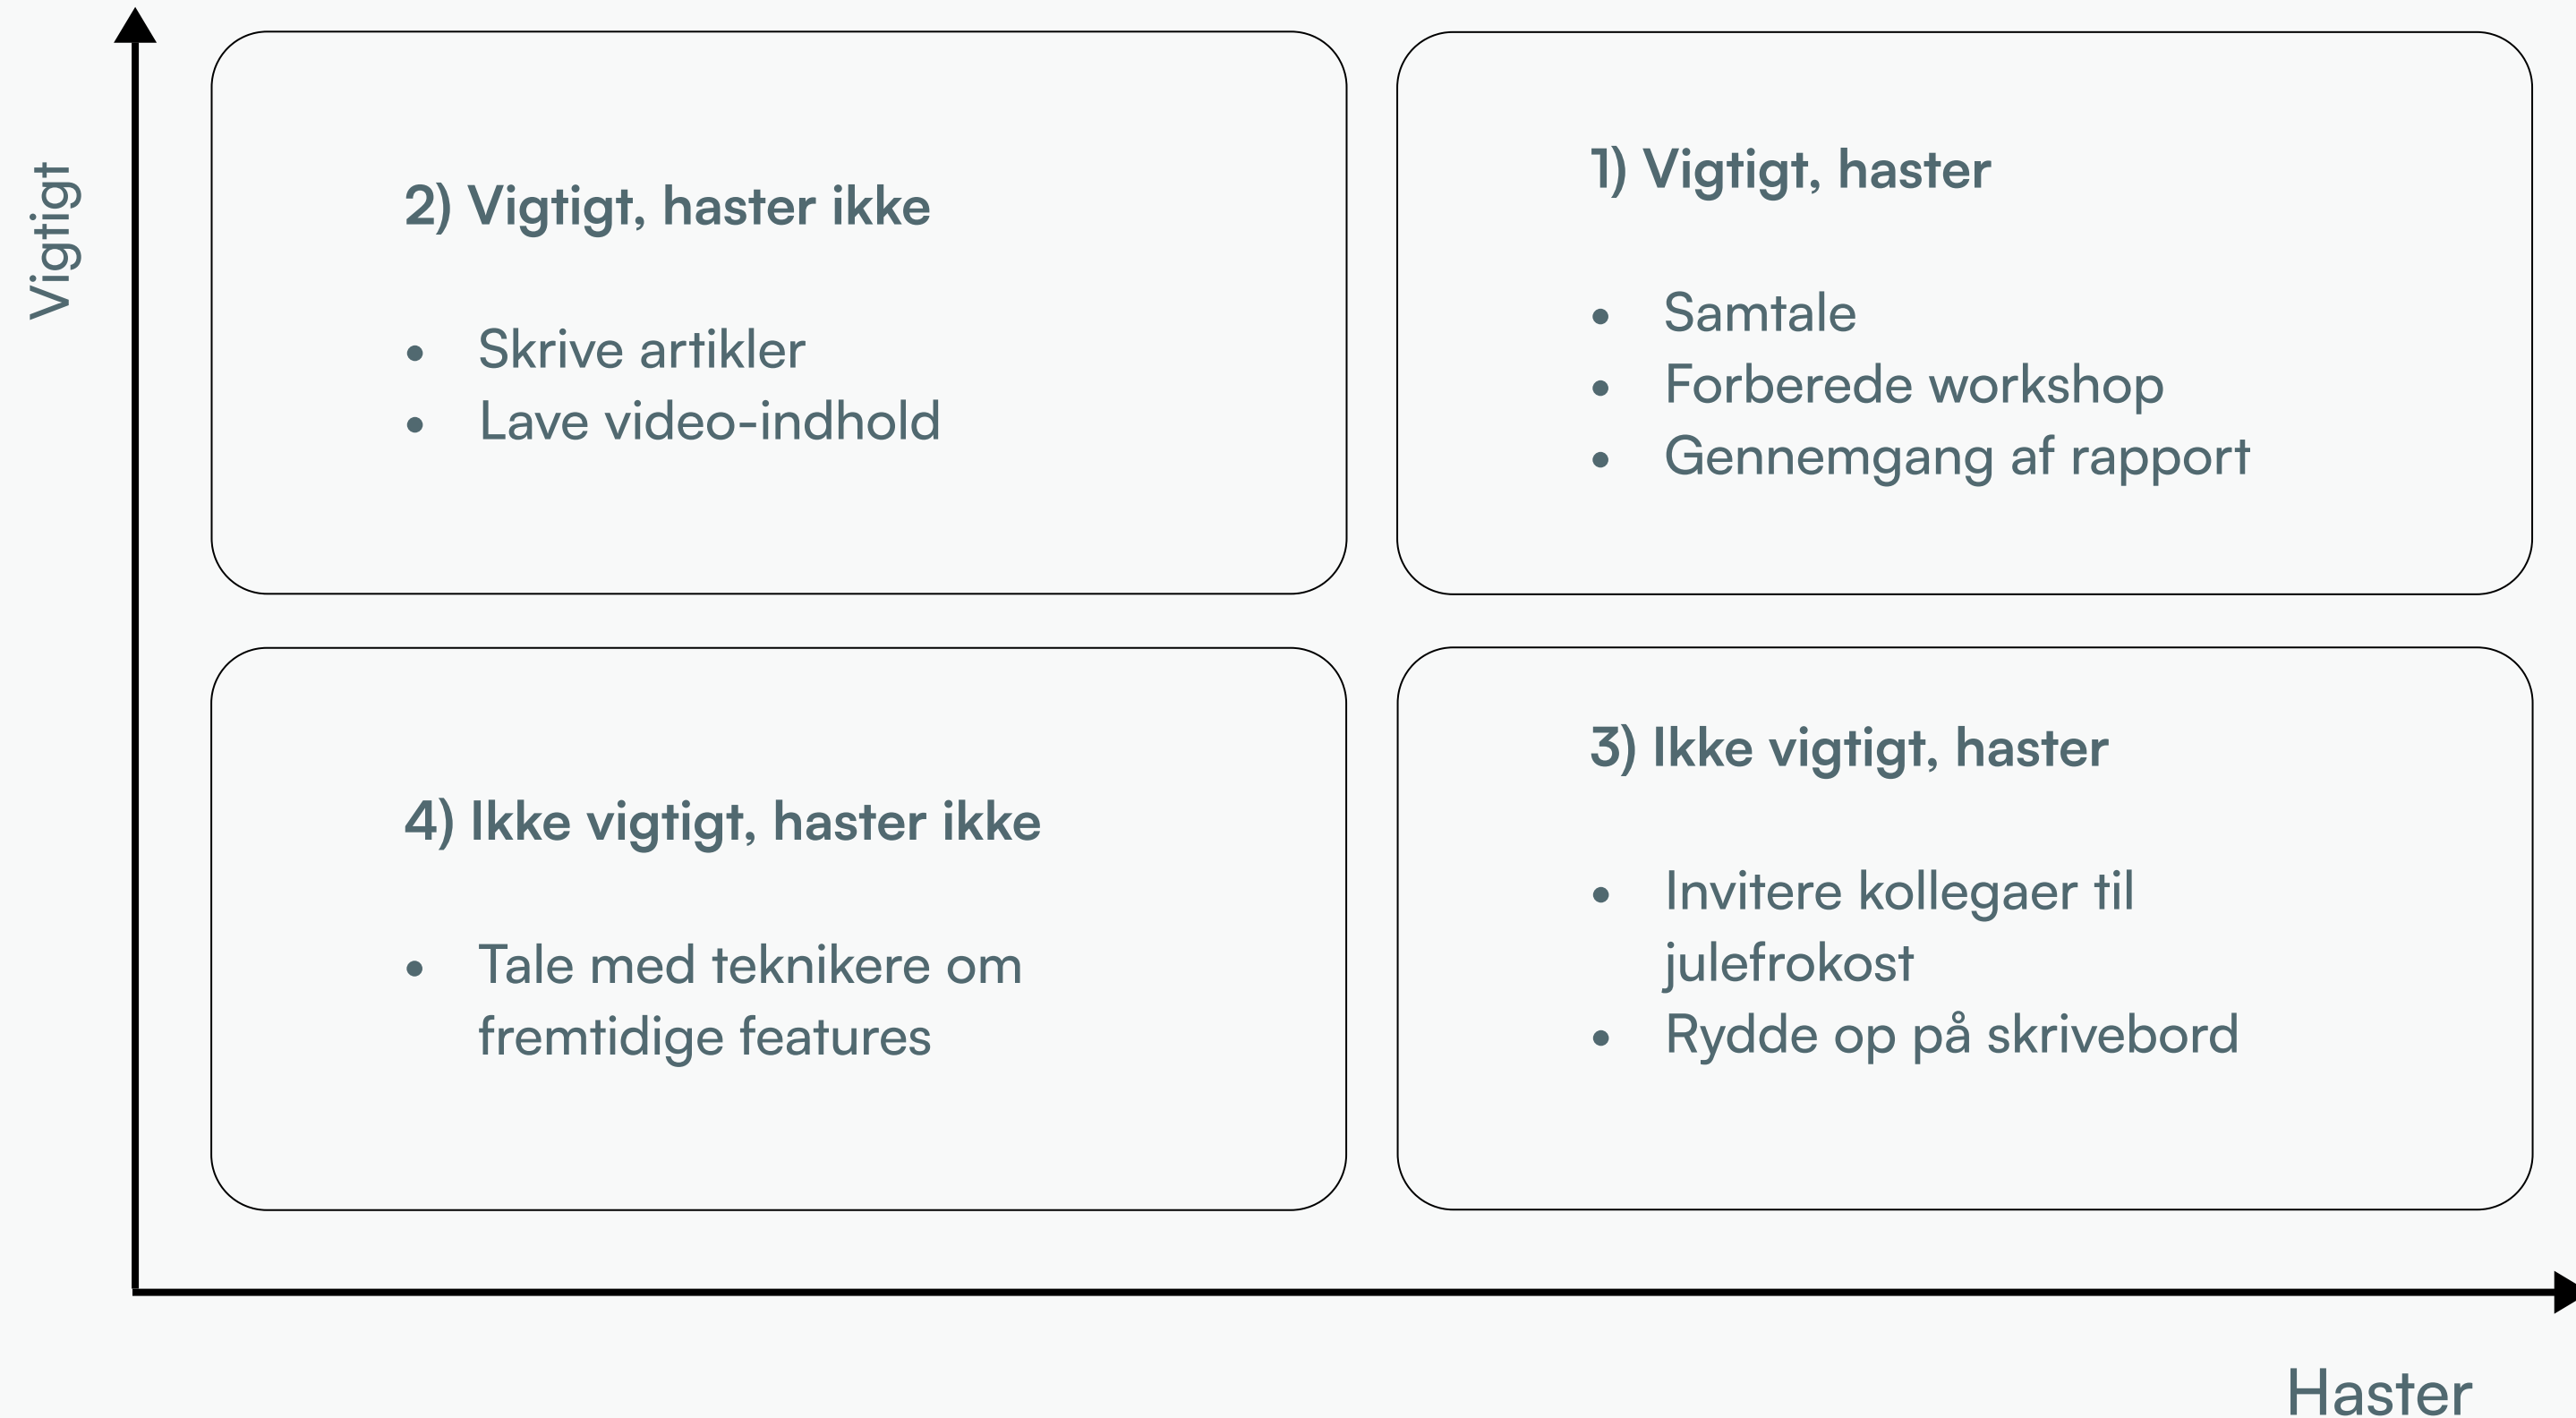 Vigtigt
2) Vigtigt, haster ikke
• Skrive artikler
• Lave video-indhold
1) Vigtigt, haster
• Samtale
• Forberede workshop
• Gennemgang af rapport
4) Ikke vigtigt, haster ikke
• Tale med teknikere om
fremtidige features
3) Ikke vigtigt, haster
• Invitere kollegaer til
julefrokost
• Rydde op på skrivebord
Haster